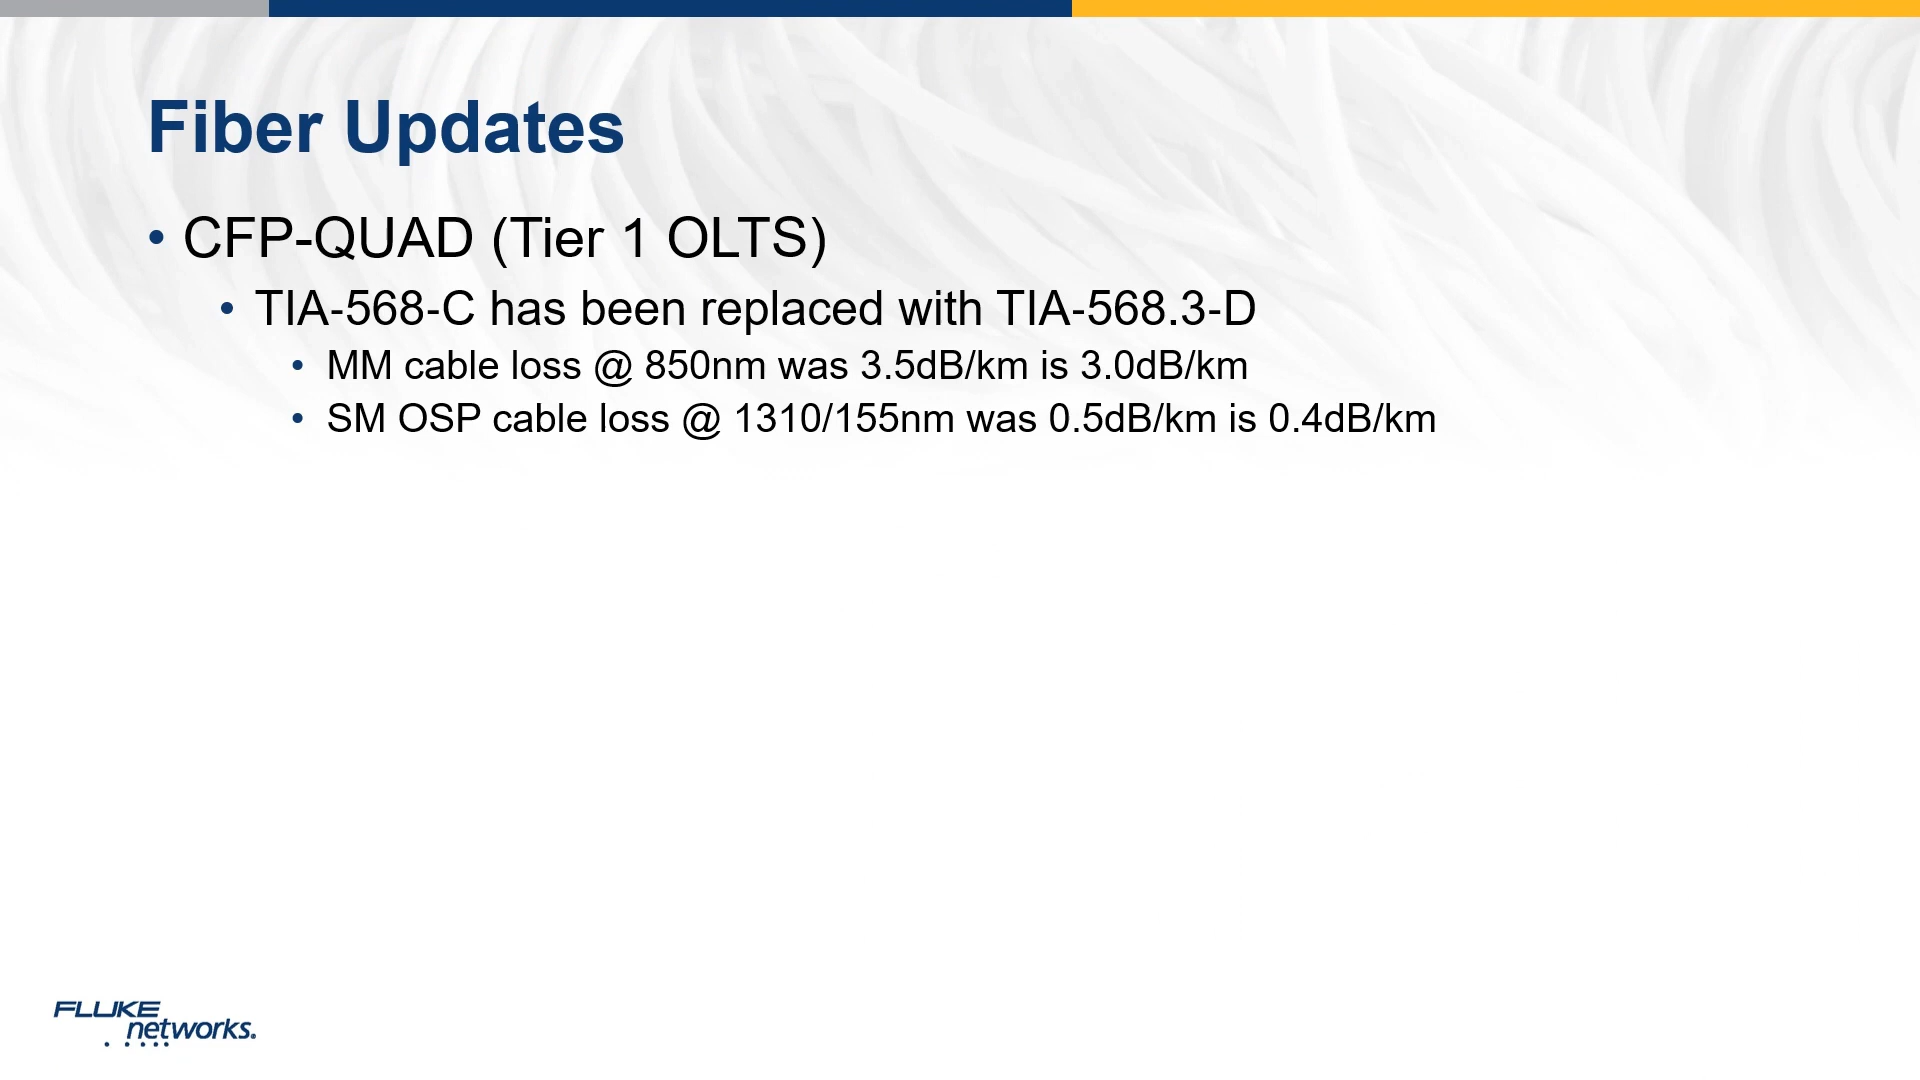 Fiber Updates
• CFP-QUAD (Tier 1 OLTS)
• TIA-568-C has been replaced with TIA-568.3-D
• MM cable loss @ 850nm was 3.5dB/km is 3.0dB/km
• SM OSP cable loss @ 1310/155nm was 0.5dB/km is 0.4dB/km
FLUKE
networks®